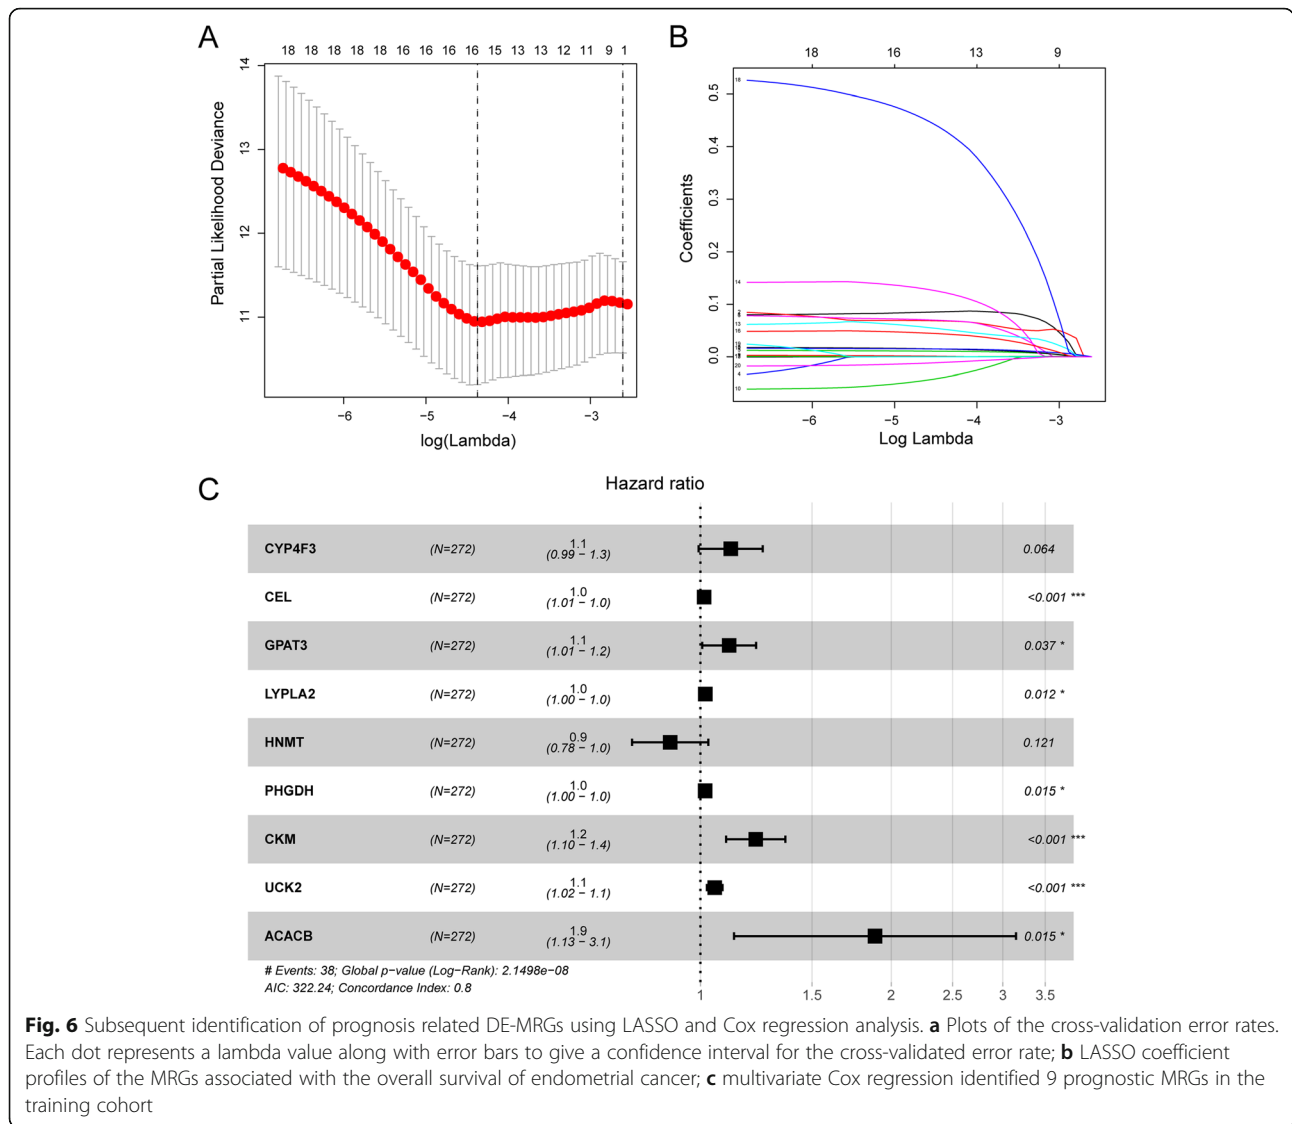 A
18 18 18 18 18 16 16 16 16 15 13 13 12 11 9 1
14
13
12
11
Partial Likelihood Deviance
−6 −5 −4 −3
log(Lambda)
B
18 16 13 9
0.5
0.4
0.3
0.2
0.1
0.0
Coefficients
18
14
13
16
20
4
10
−6 −5 −4 −3
Log Lambda
C
Hazard ratio
CYP4F3 (N=272) 1.1 (0.99 − 1.3) 0.064
CEL (N=272) 1.0 (1.01 − 1.0) <0.001 ***
GPAT3 (N=272) 1.1 (1.01 − 1.2) 0.037 *
LYPLA2 (N=272) 1.0 (1.00 − 1.0) 0.012 *
HNMT (N=272) 0.9 (0.78 − 1.0) 0.121
PHGDH (N=272) 1.0 (1.00 − 1.0) 0.015 *
CKM (N=272) 1.2 (1.10 − 1.4) <0.001 ***
UCK2 (N=272) 1.1 (1.02 − 1.1) <0.001 ***
ACACB (N=272) 1.9 (1.13 − 3.1) 0.015 *
# Events: 38; Global p−value (Log−Rank): 2.1498e−08
AIC: 322.24; Concordance Index: 0.8
1 1.5 2 2.5 3 3.5
Fig. 6 Subsequent identification of prognosis related DE-MRGs using LASSO and Cox regression analysis. a Plots of the cross-validation error rates.
Each dot represents a lambda value along with error bars to give a confidence interval for the cross-validated error rate; b LASSO coefficient
profiles of the MRGs associated with the overall survival of endometrial cancer; c multivariate Cox regression identified 9 prognostic MRGs in the
training cohort